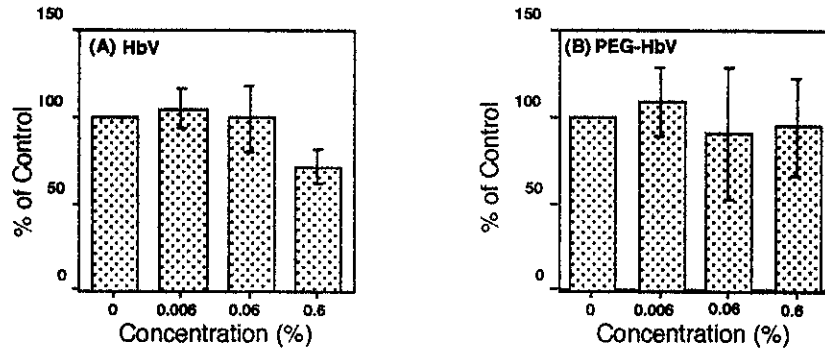 150
(A) HbV
100
% of Control
50
0
0 0.006 0.06 0.6
Concentration (%)
150
(B) PEG-HbV
100
% of Control
50
0
0 0.006 0.06 0.6
Concentration (%)